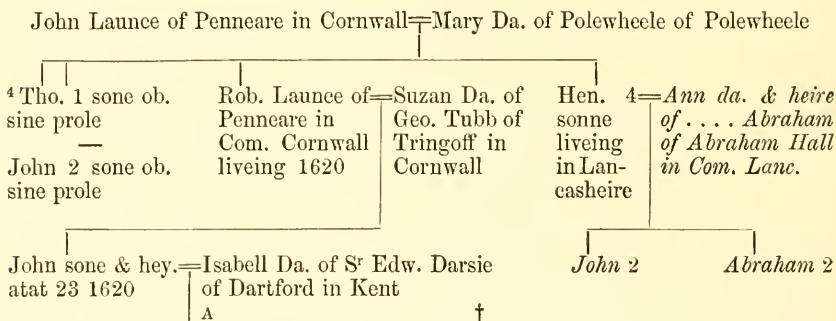 John Launce of Penneare in Cornwall=Mary Da. of Polewheele of Polewheele
⁴ Tho. 1 sone ob.
sine prole
—
John 2 sone ob.
sine prole
Rob. Launce of=Suzan Da. of
Penneare in Geo. Tubb of
Com. Cornwall Tringoff in
liveing 1620 Cornwall
Hen. 4=Ann da. & heire
sonne of . . . . Abraham
liveing of Abraham Hall
in Lan- in Com. Lanc.
casheire
John sone & hey.=Isabell Da. of Sʳ Edw. Darsie
atat 23 1620 of Dartford in Kent
A †
John 2 Abraham 2